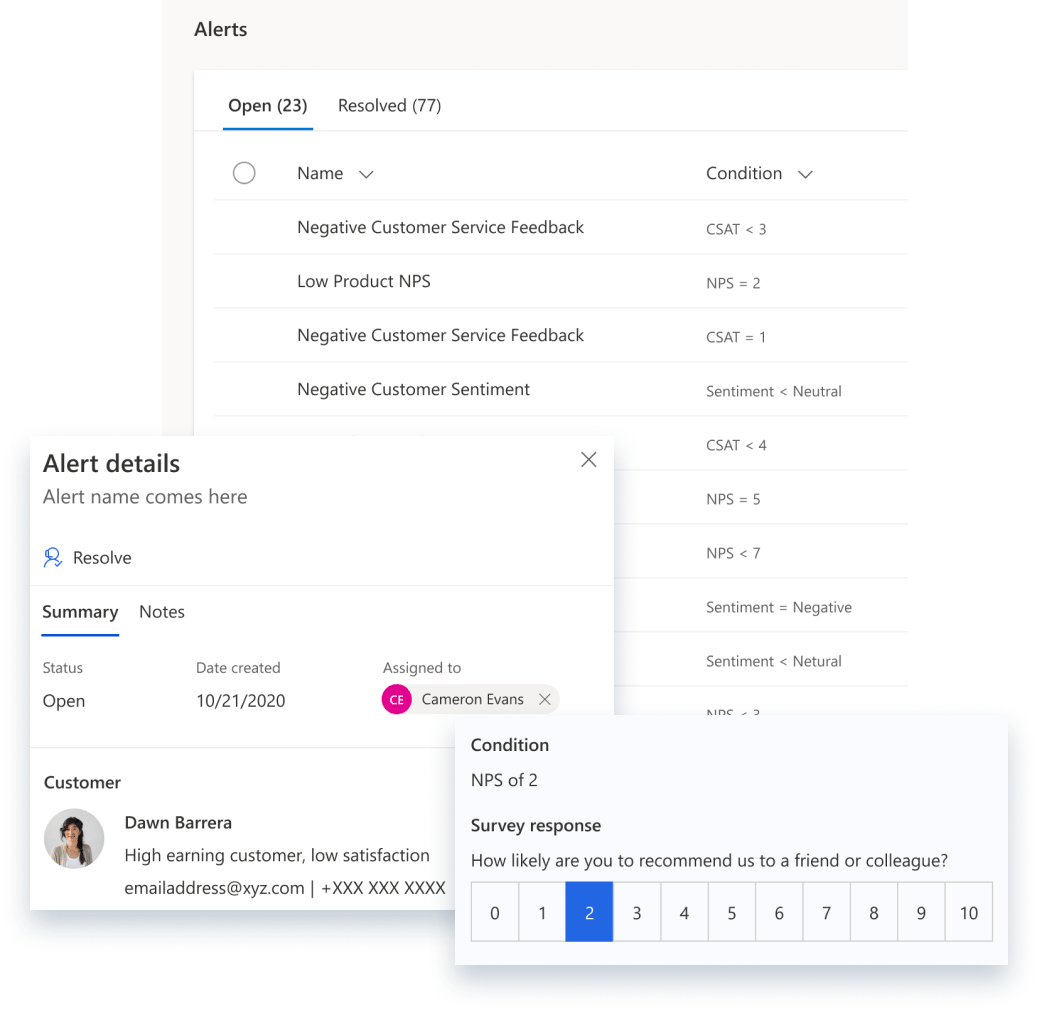 Alerts
Open (23) Resolved (77)
Name Condition
Negative Customer Service Feedback CSAT < 3
Low Product NPS NPS = 2
Negative Customer Service Feedback CSAT = 1
Negative Customer Sentiment Sentiment < Neutral
CSAT < 4
NPS = 5
NPS < 7
Sentiment = Negative
Sentiment < Netural
NPS < 3
Alert details
Alert name comes here
Resolve
Summary Notes
Status Date created Assigned to
Open 10/21/2020 CE Cameron Evans
Customer
Dawn Barrera
High earning customer, low satisfaction
emailaddress@xyz.com | +XXX XXX XXXX
Condition
NPS of 2
Survey response
How likely are you to recommend us to a friend or colleague?
0 1 2 3 4 5 6 7 8 9 10